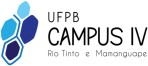 UFPB
CAMPUS IV
Rio Tinto e Mamanguape